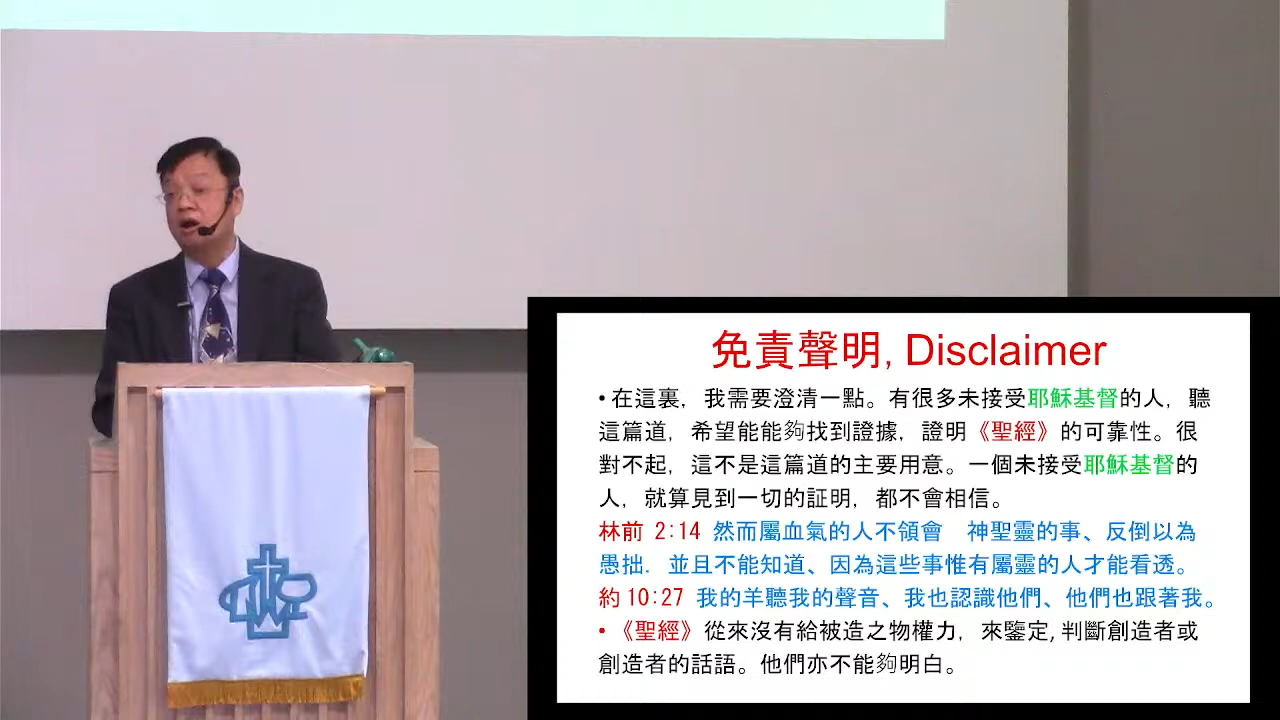 免責聲明, Disclaimer
• 在這裏，我需要澄清一點。有很多未接受耶穌基督的人，聽
這篇道，希望能能夠找到證據，證明《聖經》的可靠性。很
對不起，這不是這篇道的主要用意。一個未接受耶穌基督的
人，就算見到一切的証明，都不會相信。
林前 2:14 然而屬血氣的人不領會　神聖靈的事、反倒以為
愚拙．並且不能知道、因為這些事惟有屬靈的人才能看透。
約 10:27 我的羊聽我的聲音、我也認識他們、他們也跟著我。
• 《聖經》從來沒有給被造之物權力，來鑒定, 判斷創造者或
創造者的話語。他們亦不能夠明白。